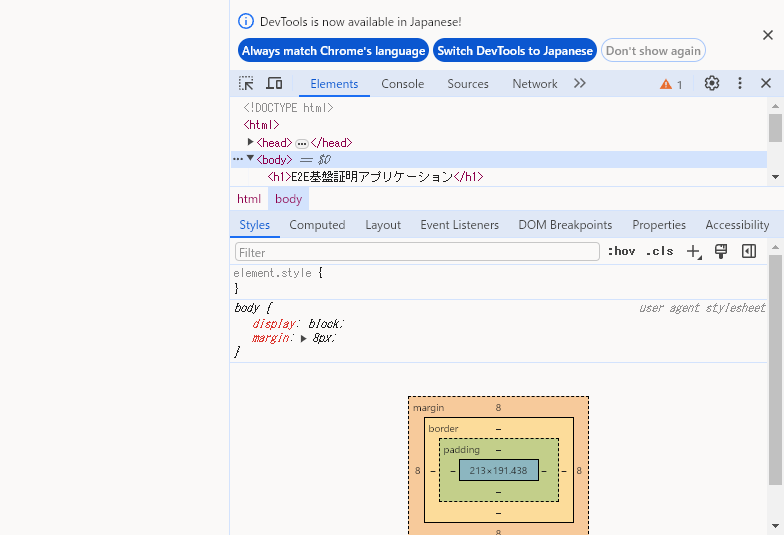 DevTools is now available in Japanese!
Always match Chrome's language Switch DevTools to Japanese Don't show again
Elements Console Sources Network 1
<!DOCTYPE html>
<html>
<head> … </head>
<body> == $0
<h1>E2E基盤証明アプリケーション</h1>
html body
Styles Computed Layout Event Listeners DOM Breakpoints Properties Accessibility
Filter :hov .cls
element.style {
}
body { user agent stylesheet
display: block;
margin: 8px;
}
margin 8
border –
padding –
8 – – 213×191.438 – – 8
–
–
8